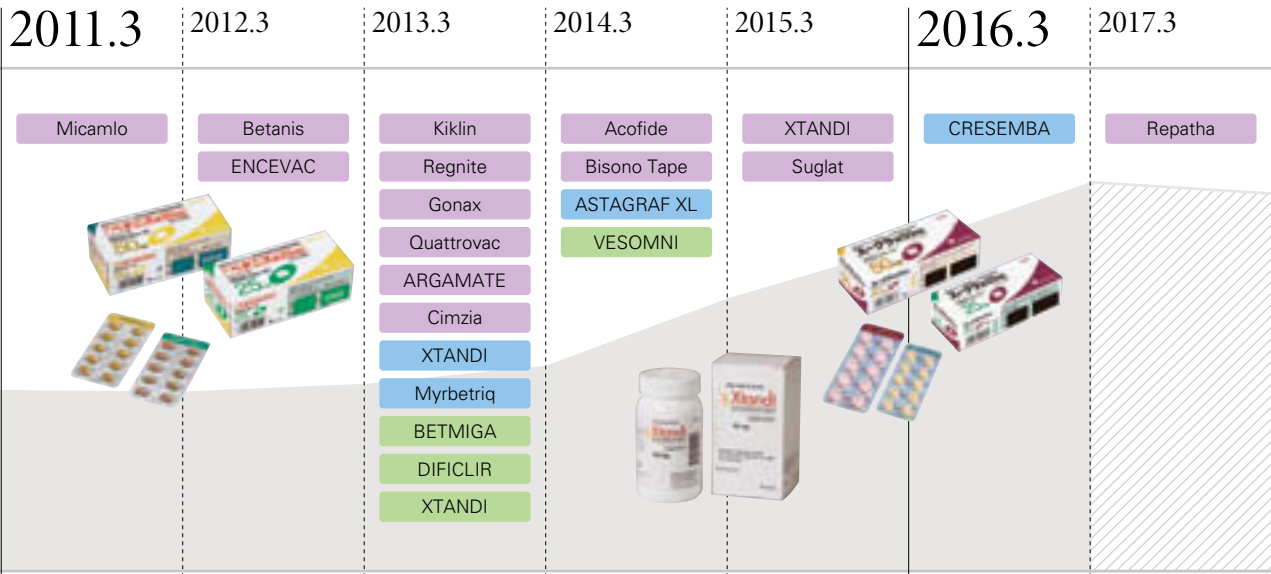 2011.3
2012.3
2013.3
2014.3
2015.3
2016.3
2017.3
Micamlo
Betanis
ENCEVAC
Kiklin
Regnite
Gonax
Quattrovac
ARGAMATE
Cimzia
XTANDI
Myrbetriq
BETMIGA
DIFICLIR
XTANDI
Acofide
Bisono Tape
ASTAGRAF XL
VESOMNI
XTANDI
Suglat
CRESEMBA
Repatha
Xtandi
Xtandi